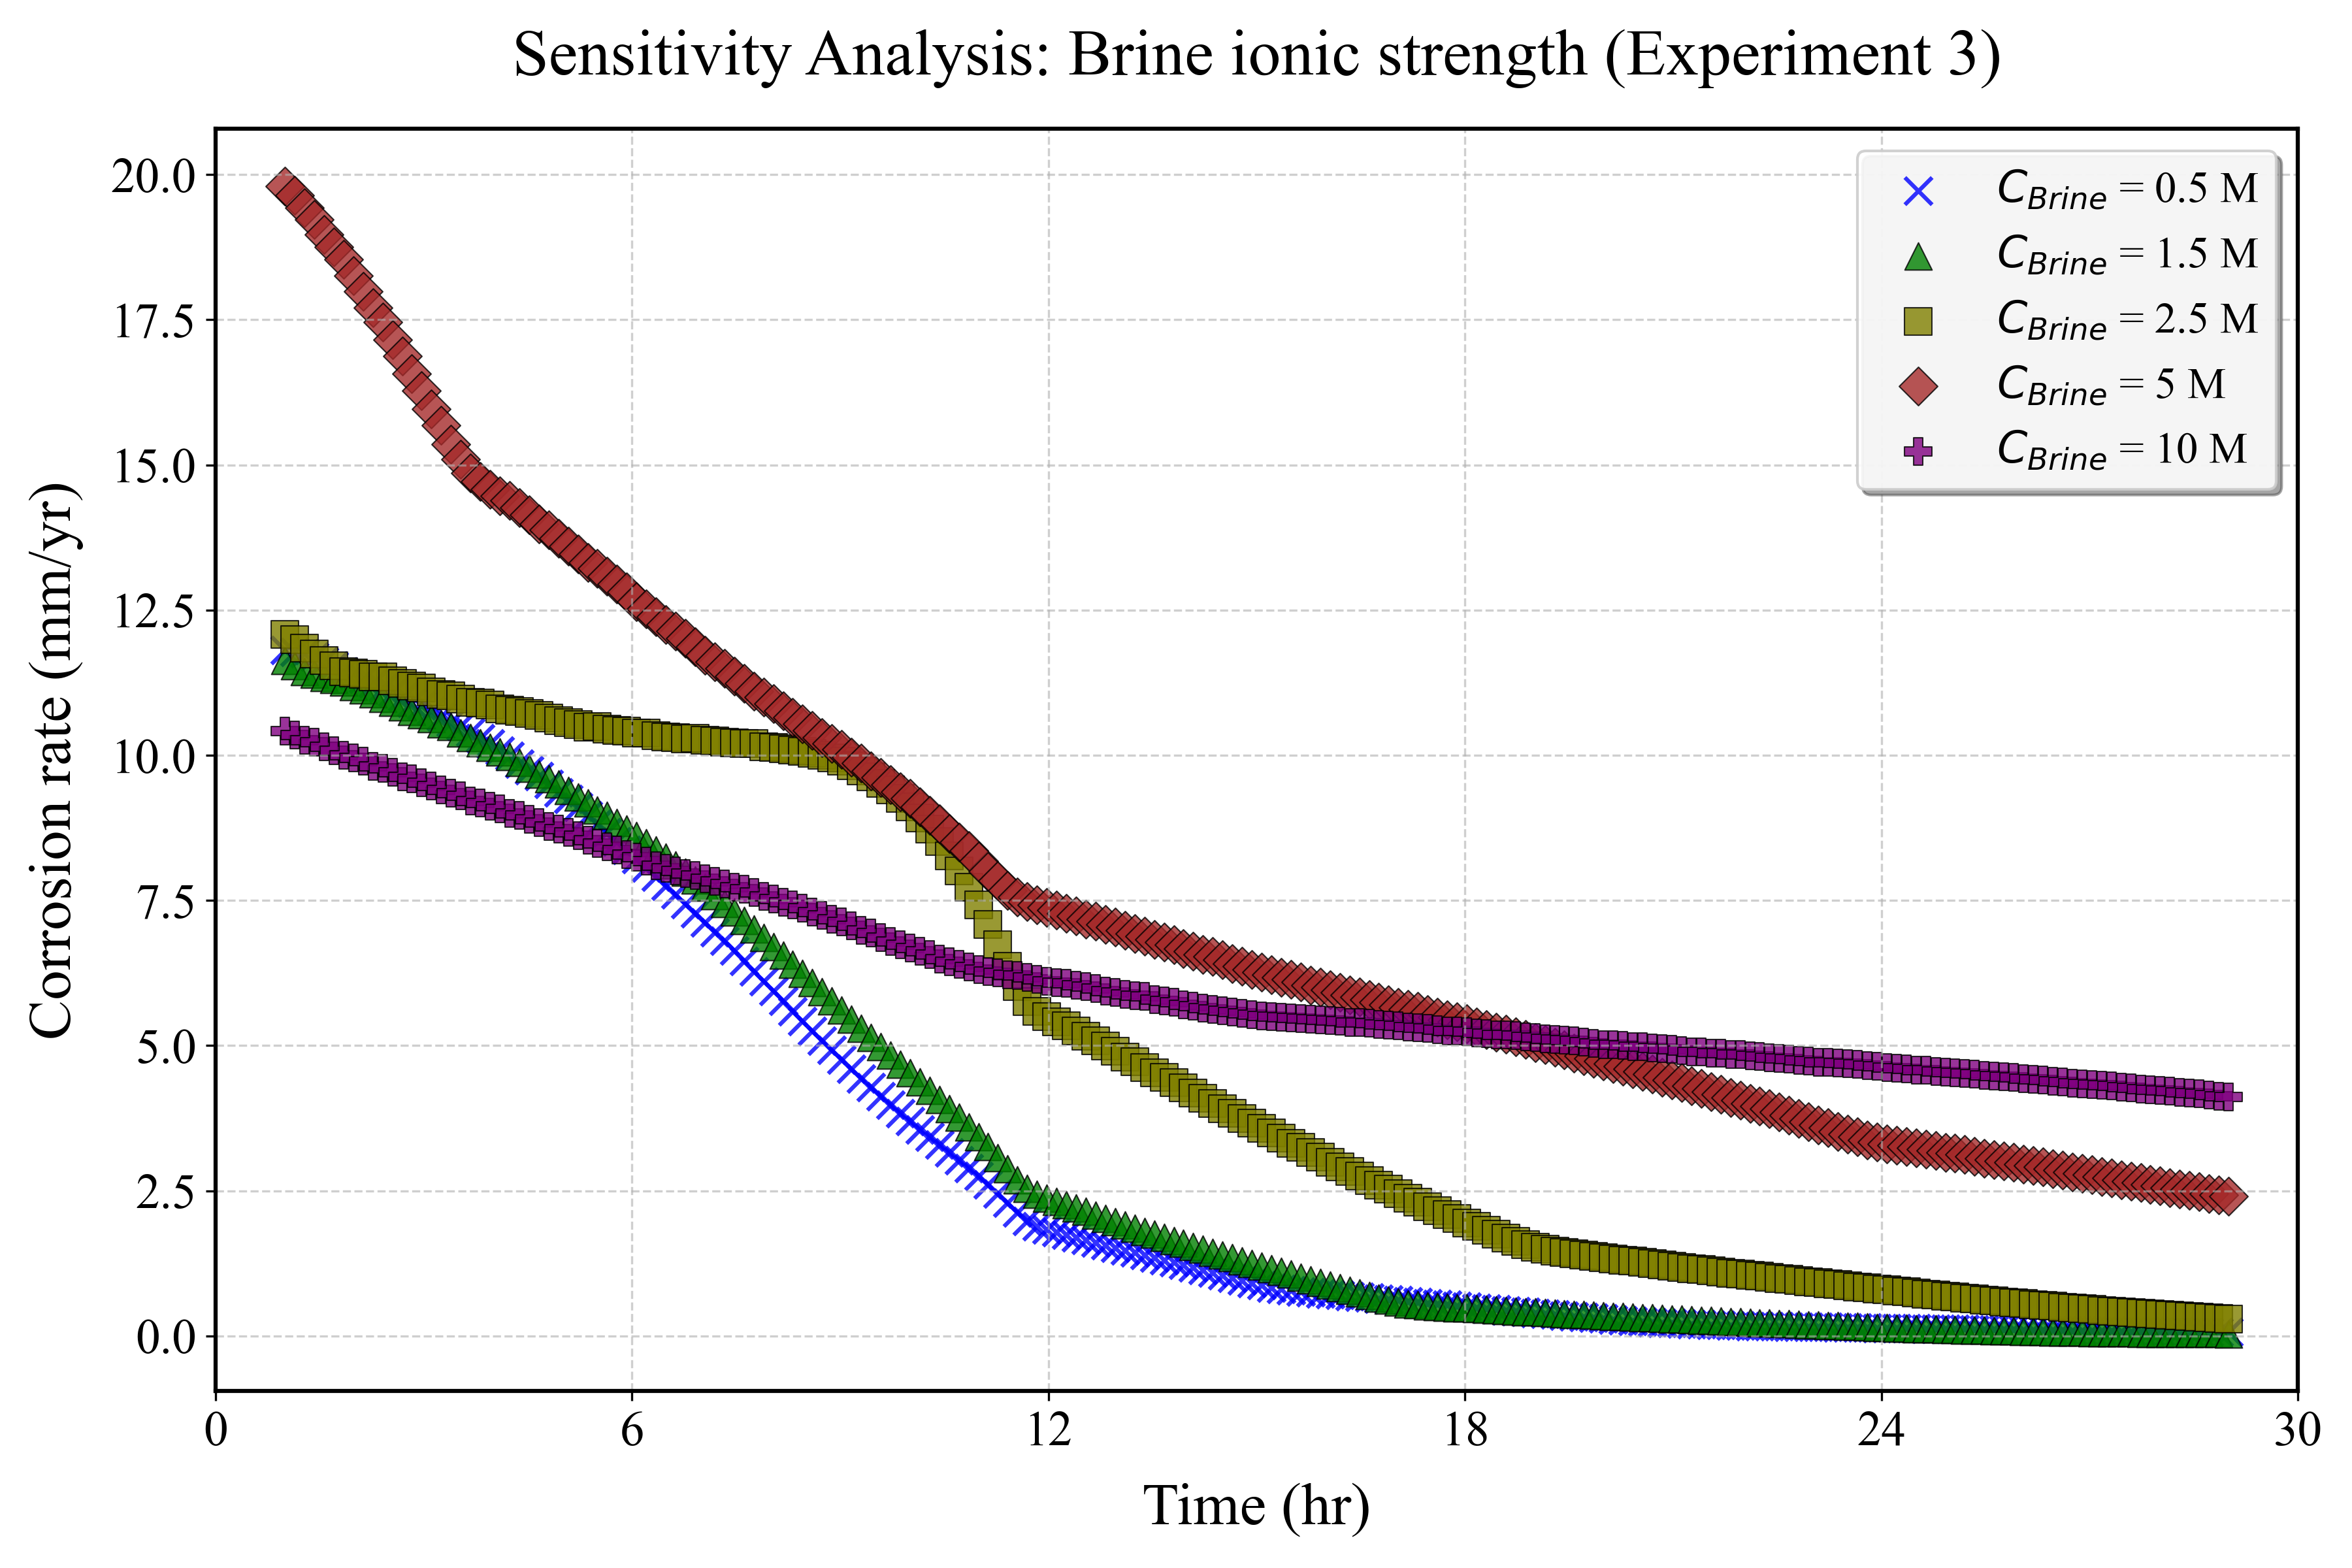 Sensitivity Analysis: Brine ionic strength (Experiment 3)
20.0
17.5
15.0
12.5
10.0
7.5
5.0
2.5
0.0
Corrosion rate (mm/yr)
C_Brine = 0.5 M
C_Brine = 1.5 M
C_Brine = 2.5 M
C_Brine = 5 M
C_Brine = 10 M
0 6 12 18 24 30
Time (hr)